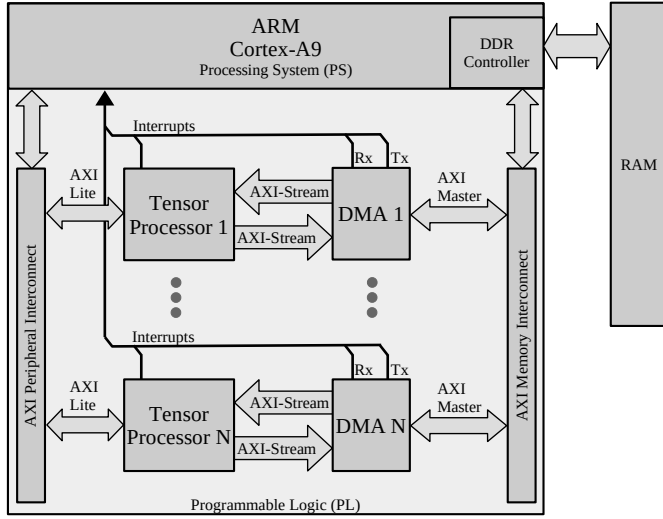 ARM
Cortex-A9
Processing System (PS)
DDR
Controller
RAM
Interrupts
Rx Tx
AXI
Lite
Tensor
Processor 1
AXI-Stream
AXI-Stream
DMA 1
AXI
Master
AXI Peripheral Interconnect
AXI Memory Interconnect
Interrupts
Rx Tx
AXI
Lite
Tensor
Processor N
AXI-Stream
AXI-Stream
DMA N
AXI
Master
Programmable Logic (PL)